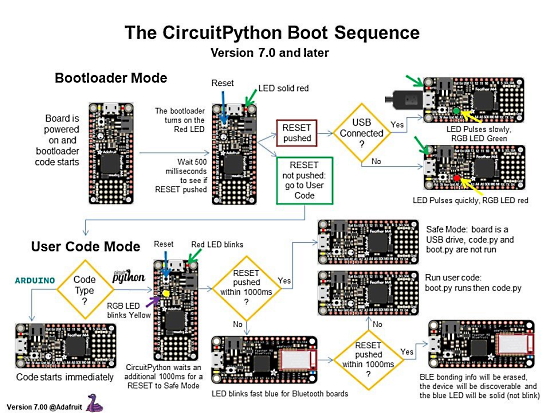 The CircuitPython Boot Sequence
Version 7.0 and later
Bootloader Mode
Reset
LED solid red
Board is
powered
on and
bootloader
code starts
The bootloader
turns on the
Red LED
Wait 500
milliseconds
to see if
RESET pushed
RESET
pushed
RESET
not pushed:
go to User
Code
USB
Connected
?
Yes
No
LED Pulses slowly,
RGB LED Green
LED Pulses quickly, RGB LED red
User Code Mode
Reset
Red LED blinks
ARDUINO
Code
Type
?
python
RGB LED
blinks Yellow
RESET
pushed
within 1000ms
?
Yes
No
Safe Mode: board is a
USB drive, code.py and
boot.py are not run
Run user code:
boot.py runs then code.py
No
RESET
pushed
within 1000ms
?
Yes
Code starts immediately
CircuitPython waits an
additional 1000ms for a
RESET to Safe Mode
LED blinks fast blue for Bluetooth boards
BLE bonding info will be erased,
the device will be discoverable and
the blue LED will be solid (not blink)
Version 7.00 @Adafruit